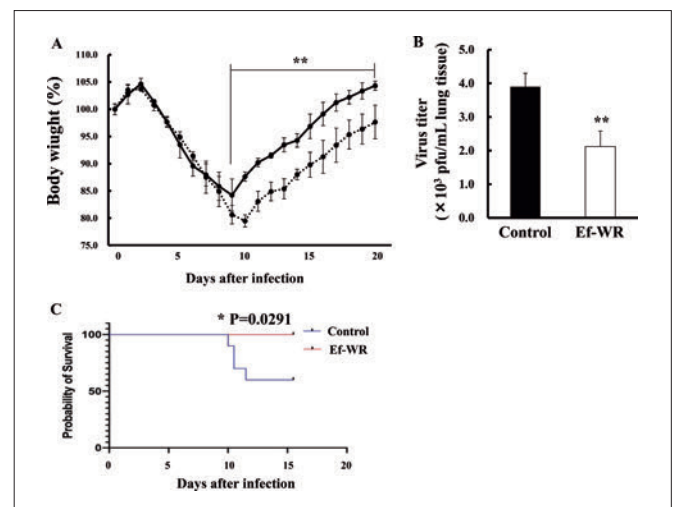 A
Body wiught (%)
110.0
105.0
100.0
95.0
90.0
85.0
80.0
75.0
**
0 5 10 15 20
Days after infection
B
Virus titer
(×10³ pfu/mL lung tissue)
5.0
4.0
3.0
2.0
1.0
0.0
**
Control Ef-WR
C
* P=0.0291
Probability of Survival
100
50
0
Control
Ef-WR
0 5 10 15 20
Days after infection